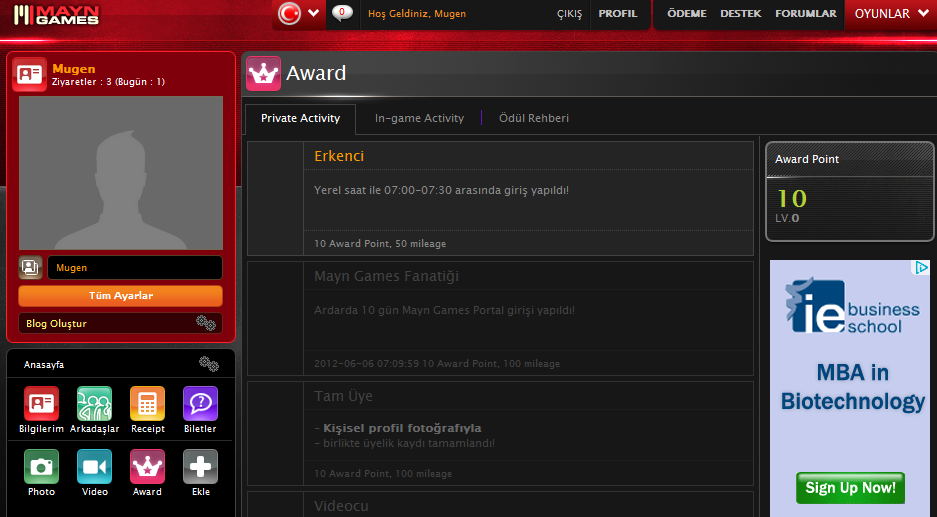 MAYN
GAMES
0
Hoş Geldiniz, Mugen
ÇIKIŞ
PROFIL
ÖDEME
DESTEK
FORUMLAR
OYUNLAR
Mugen
Ziyaretler : 3 (Bugün : 1)
Mugen
Tüm Ayarlar
Blog Oluştur
Anasayfa
Bilgilerim
Arkadaşlar
Receipt
Biletler
Photo
Video
Award
Ekle
Award
Private Activity
In-game Activity
Ödül Rehberi
Erkenci
Yerel saat ile 07:00-07:30 arasında giriş yapıldı!
10 Award Point, 50 mileage
Mayn Games Fanatiği
Ardarda 10 gün Mayn Games Portal girişi yapıldı!
2012-06-06 07:09:59 10 Award Point, 100 mileage
Tam Üye
- Kişisel profil fotoğrafıyla
- birlikte üyelik kaydı tamamlandı!
10 Award Point, 100 mileage
Videocu
Award Point
10
LV.0
ie business
school
MBA in
Biotechnology
Sign Up Now!